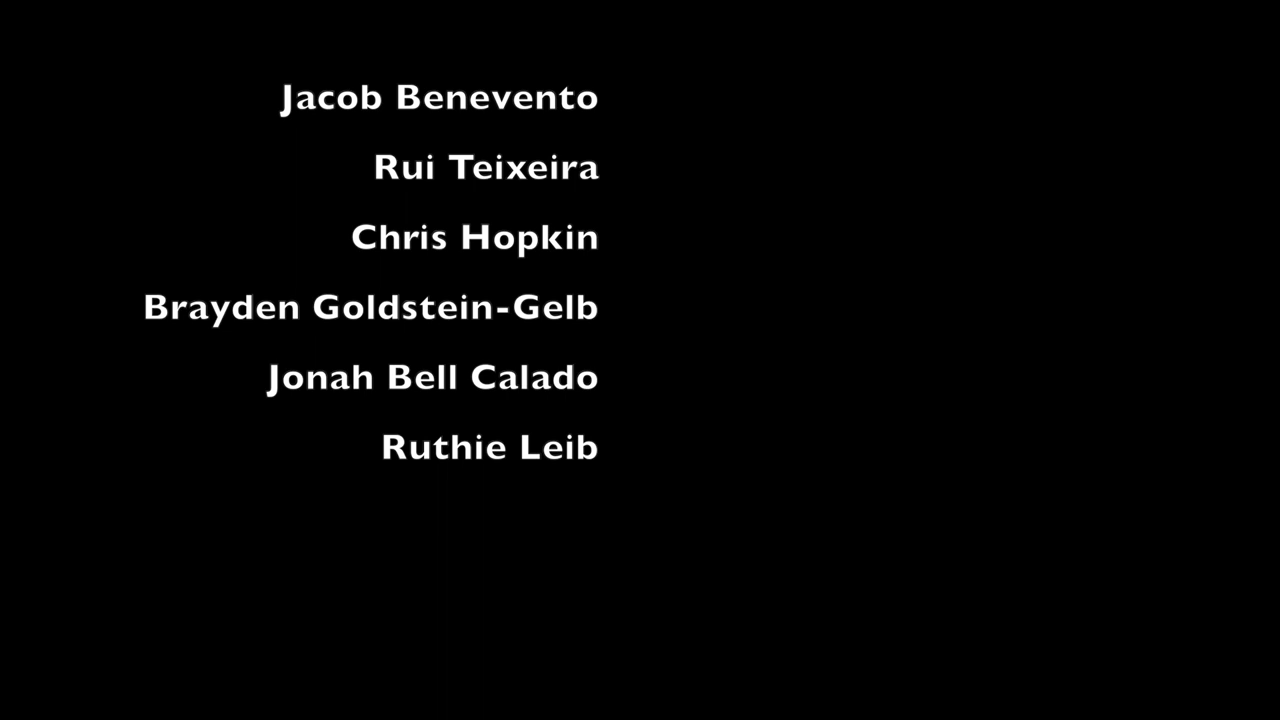 Jacob Benevento
Rui Teixeira
Chris Hopkin
Brayden Goldstein-Gelb
Jonah Bell Calado
Ruthie Leib